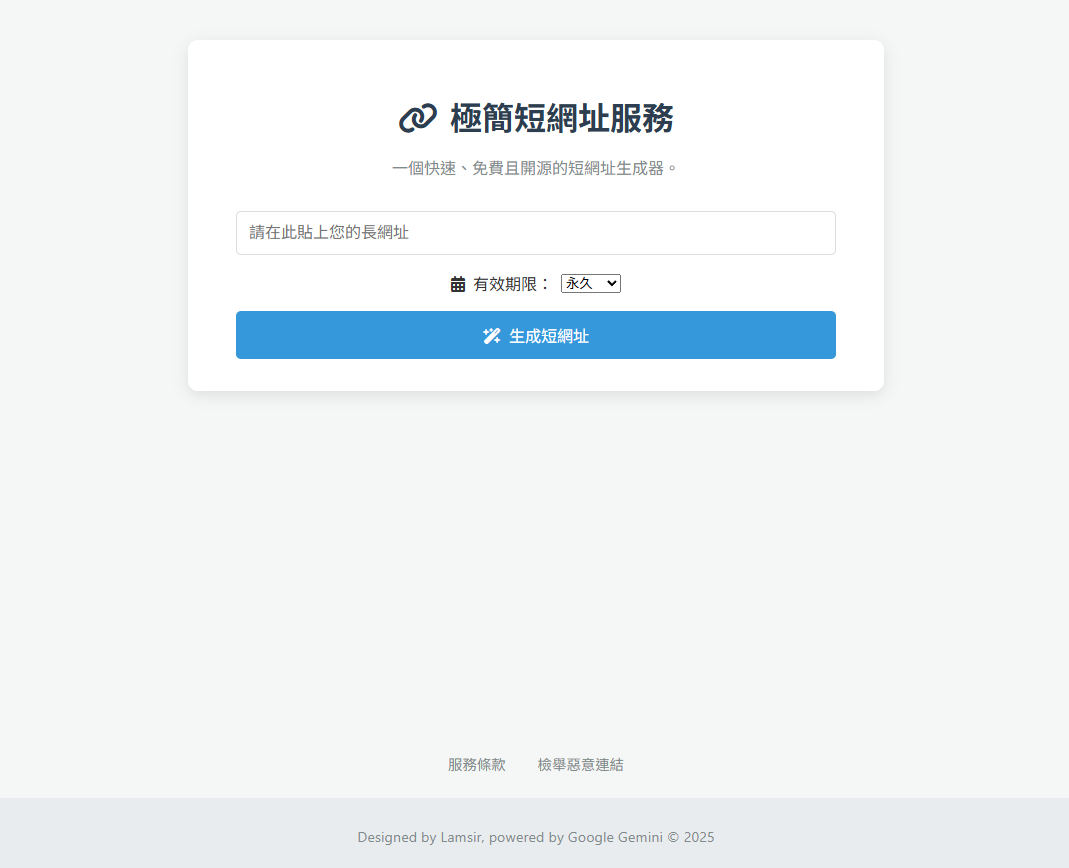 極簡短網址服務
一個快速、免費且開源的短網址生成器。
請在此貼上您的長網址
有效期限： 永久
生成短網址
服務條款 檢舉惡意連結
Designed by Lamsir, powered by Google Gemini © 2025